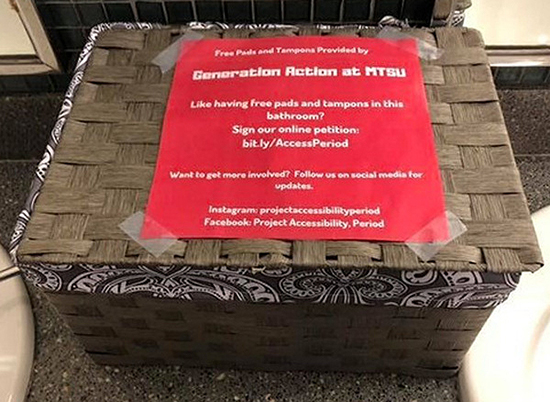 Free Pads and Tampons Provided by
Generation Action at MTSU
Like having free pads and tampons in this
bathroom?
Sign our online petition:
bit.ly/AccessPeriod
Want to get more involved? Follow us on social media for
updates.
Instagram: projectaccessibilityperiod
Facebook: Project Accessibility, Period